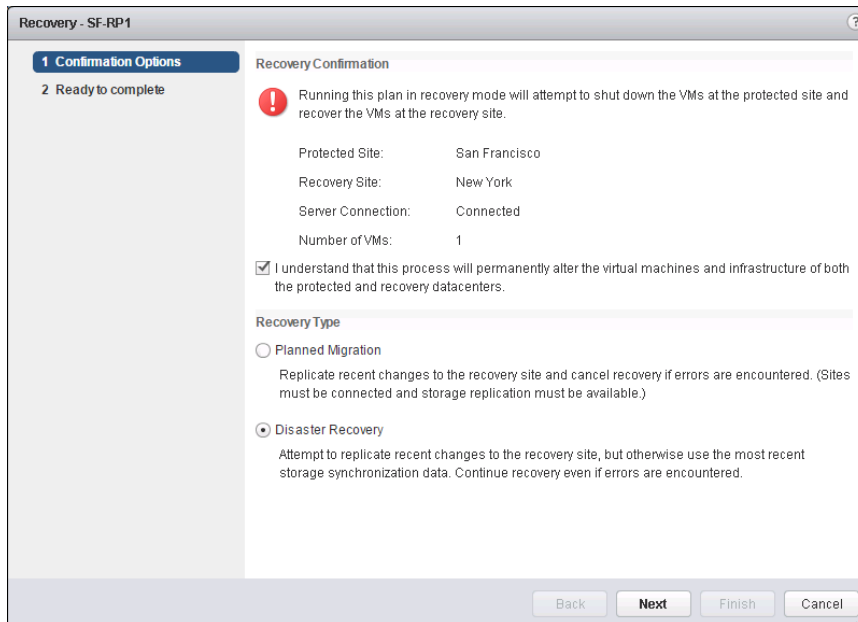 Recovery - SF-RP1
?
1 Confirmation Options
2 Ready to complete
Recovery Confirmation
Running this plan in recovery mode will attempt to shut down the VMs at the protected site and
recover the VMs at the recovery site.
Protected Site: San Francisco
Recovery Site: New York
Server Connection: Connected
Number of VMs: 1
I understand that this process will permanently alter the virtual machines and infrastructure of both
the protected and recovery datacenters.
Recovery Type
Planned Migration
Replicate recent changes to the recovery site and cancel recovery if errors are encountered. (Sites
must be connected and storage replication must be available.)
Disaster Recovery
Attempt to replicate recent changes to the recovery site, but otherwise use the most recent
storage synchronization data. Continue recovery even if errors are encountered.
Back Next Finish Cancel